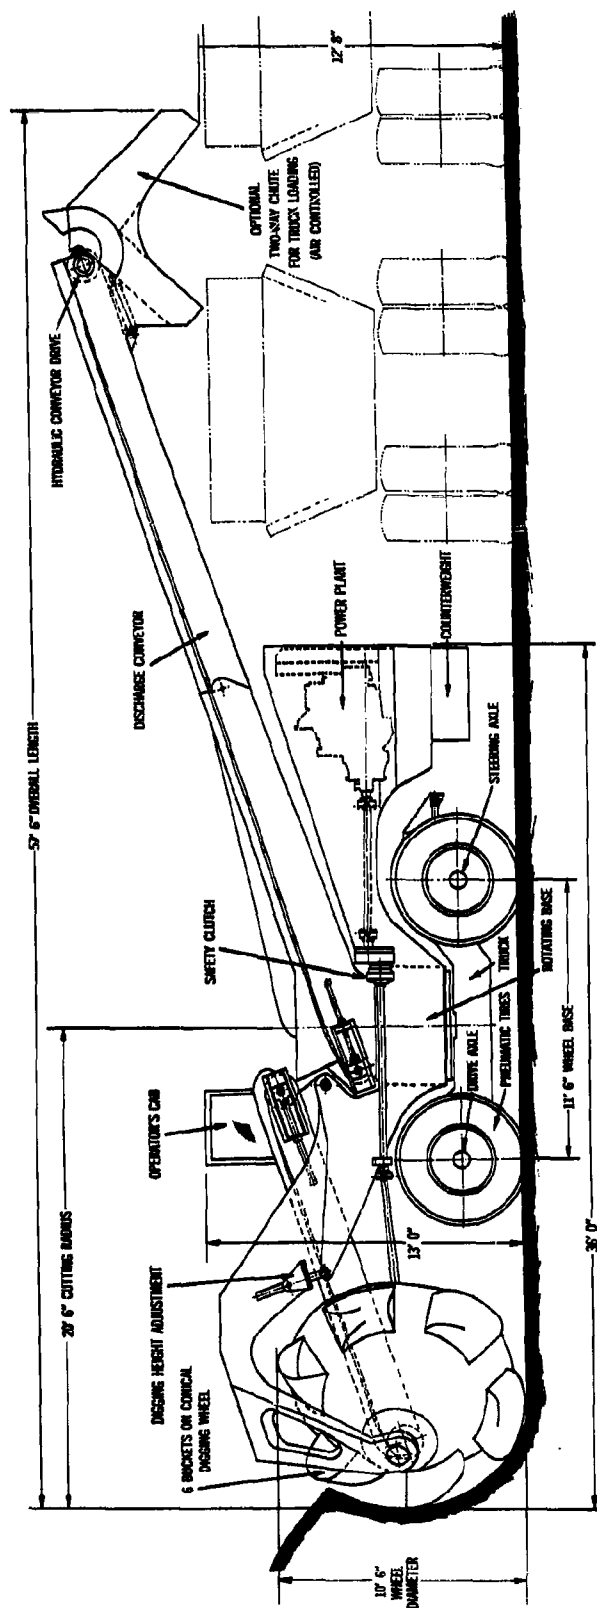 57' 6" OVERALL LENGTH
20' 6" CUTTING RADIUS
HYDRAULIC CONVEYOR DRIVE
DISCHARGE CONVEYOR
OPERATOR'S CAB
SAFETY CLUTCH
DIGGING HEIGHT ADJUSTMENT
6 BUCKETS ON CONICAL
DIGGING WHEEL
OPTIONAL
TWO-WAY CHUTE
FOR TRUCK LOADING
(AIR CONTROLLED)
12' 8"
POWER PLANT
COUNTERWEIGHT
13' 0"
10' 6"
WHEEL
DIAMETER
STEERING AXLE
DRIVE AXLE
PNEUMATIC TIRES
TRUCK
ROTATING BASE
11' 6" WHEEL BASE
36' 0"